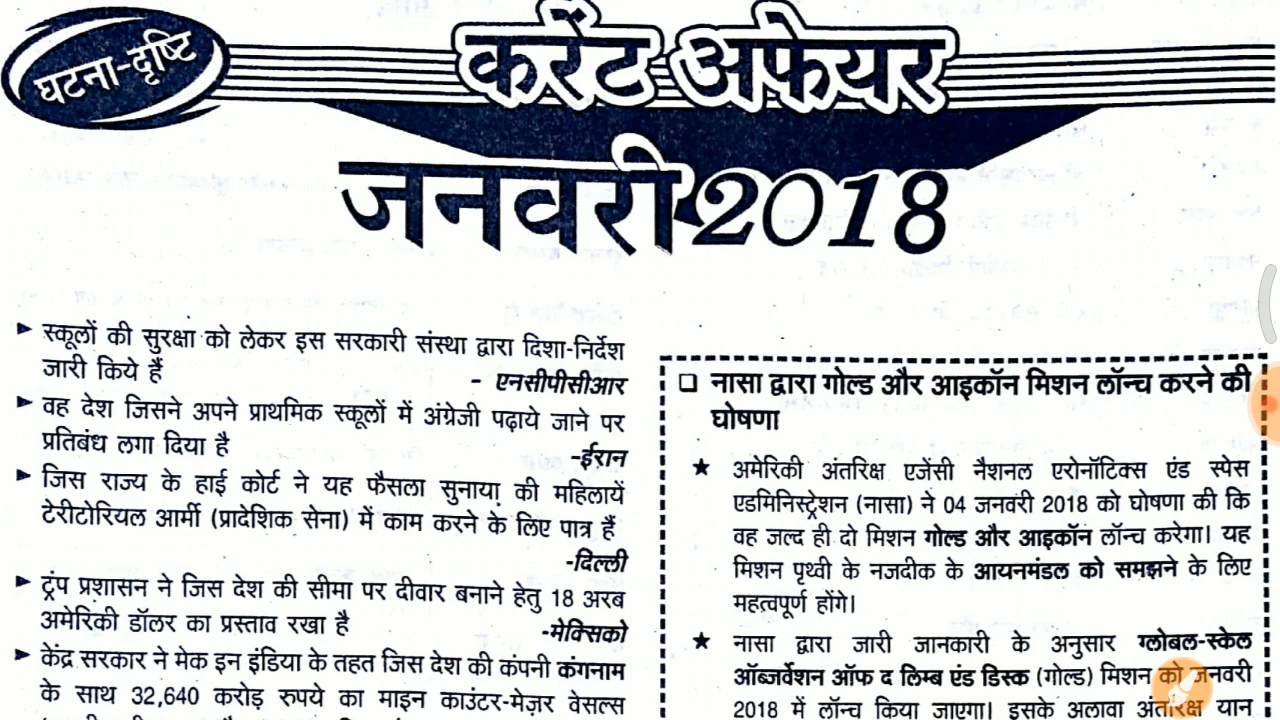 घटना-दृष्टि
करेंट अफेयर
जनवरी 2018
➤ स्कूलों की सुरक्षा को लेकर इस सरकारी संस्था द्वारा दिशा-निर्देश
जारी किये हैं - एनसीपीसीआर
➤ वह देश जिसने अपने प्राथमिक स्कूलों में अंग्रेजी पढ़ाये जाने पर
प्रतिबंध लगा दिया है -ईरान
➤ जिस राज्य के हाई कोर्ट ने यह फैसला सुनाया की महिलायें
टेरीटोरियल आर्मी (प्रादेशिक सेना) में काम करने के लिए पात्र हैं
-दिल्ली
➤ ट्रंप प्रशासन ने जिस देश की सीमा पर दीवार बनाने हेतु 18 अरब
अमेरिकी डॉलर का प्रस्ताव रखा है -मेक्सिको
➤ केंद्र सरकार ने मेक इन इंडिया के तहत जिस देश की कंपनी कंगनाम
के साथ 32,640 करोड़ रुपये का माइन काउंटर-मेज़र वेसल्स
❑ नासा द्वारा गोल्ड और आइकॉन मिशन लॉन्च करने की
घोषणा
★ अमेरिकी अंतरिक्ष एजेंसी नैशनल एरोनॉटिक्स एंड स्पेस
एडमिनिस्ट्रेशन (नासा) ने 04 जनवरी 2018 को घोषणा की कि
वह जल्द ही दो मिशन गोल्ड और आइकॉन लॉन्च करेगा। यह
मिशन पृथ्वी के नजदीक के आयनमंडल को समझने के लिए
महत्वपूर्ण होंगे।
★ नासा द्वारा जारी जानकारी के अनुसार ग्लोबल-स्केल
ऑब्जर्वेशन ऑफ द लिम्ब एंड डिस्क (गोल्ड) मिशन को जनवरी
2018 में लॉन्च किया जाएगा। इसके अलावा अंतरिक्ष यान